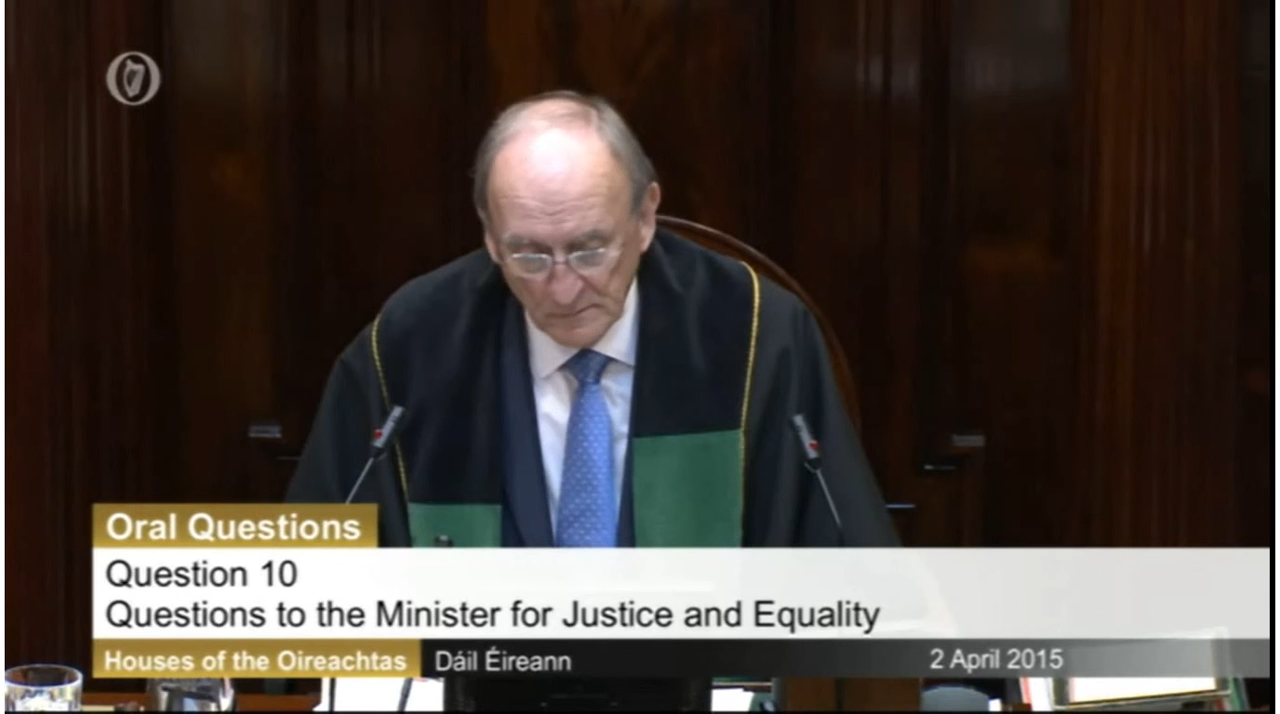 Oral Questions
Question 10
Questions to the Minister for Justice and Equality
Houses of the Oireachtas Dáil Éireann 2 April 2015